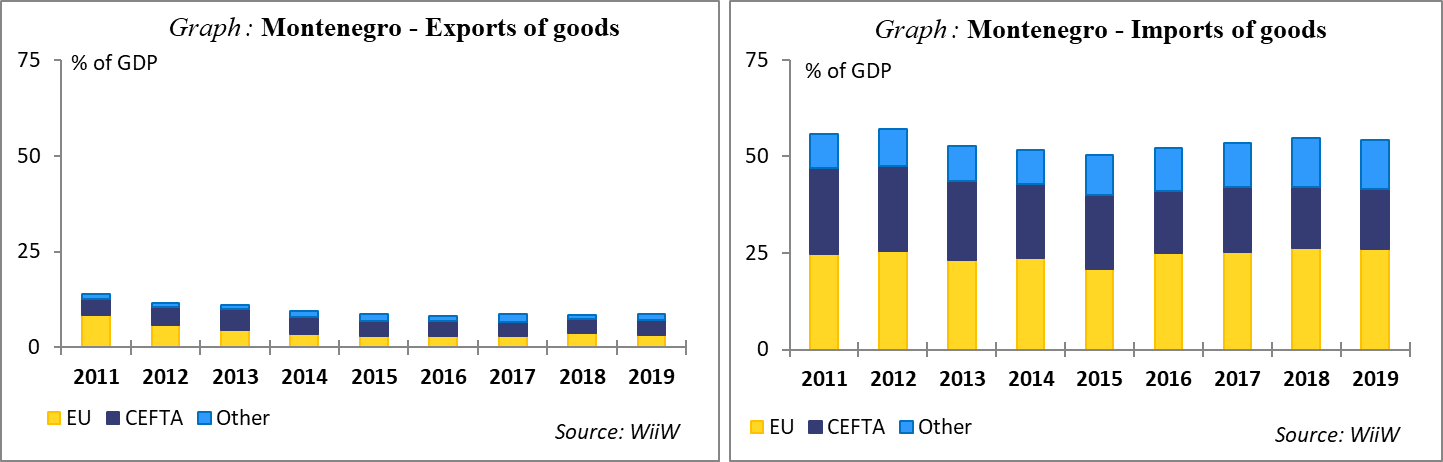 Graph : Montenegro - Exports of goods
75
% of GDP
50
25
0
2011 2012 2013 2014 2015 2016 2017 2018 2019
EU CEFTA Other
Source: WiiW
Graph : Montenegro - Imports of goods
75
% of GDP
50
25
0
2011 2012 2013 2014 2015 2016 2017 2018 2019
EU CEFTA Other
Source: WiiW